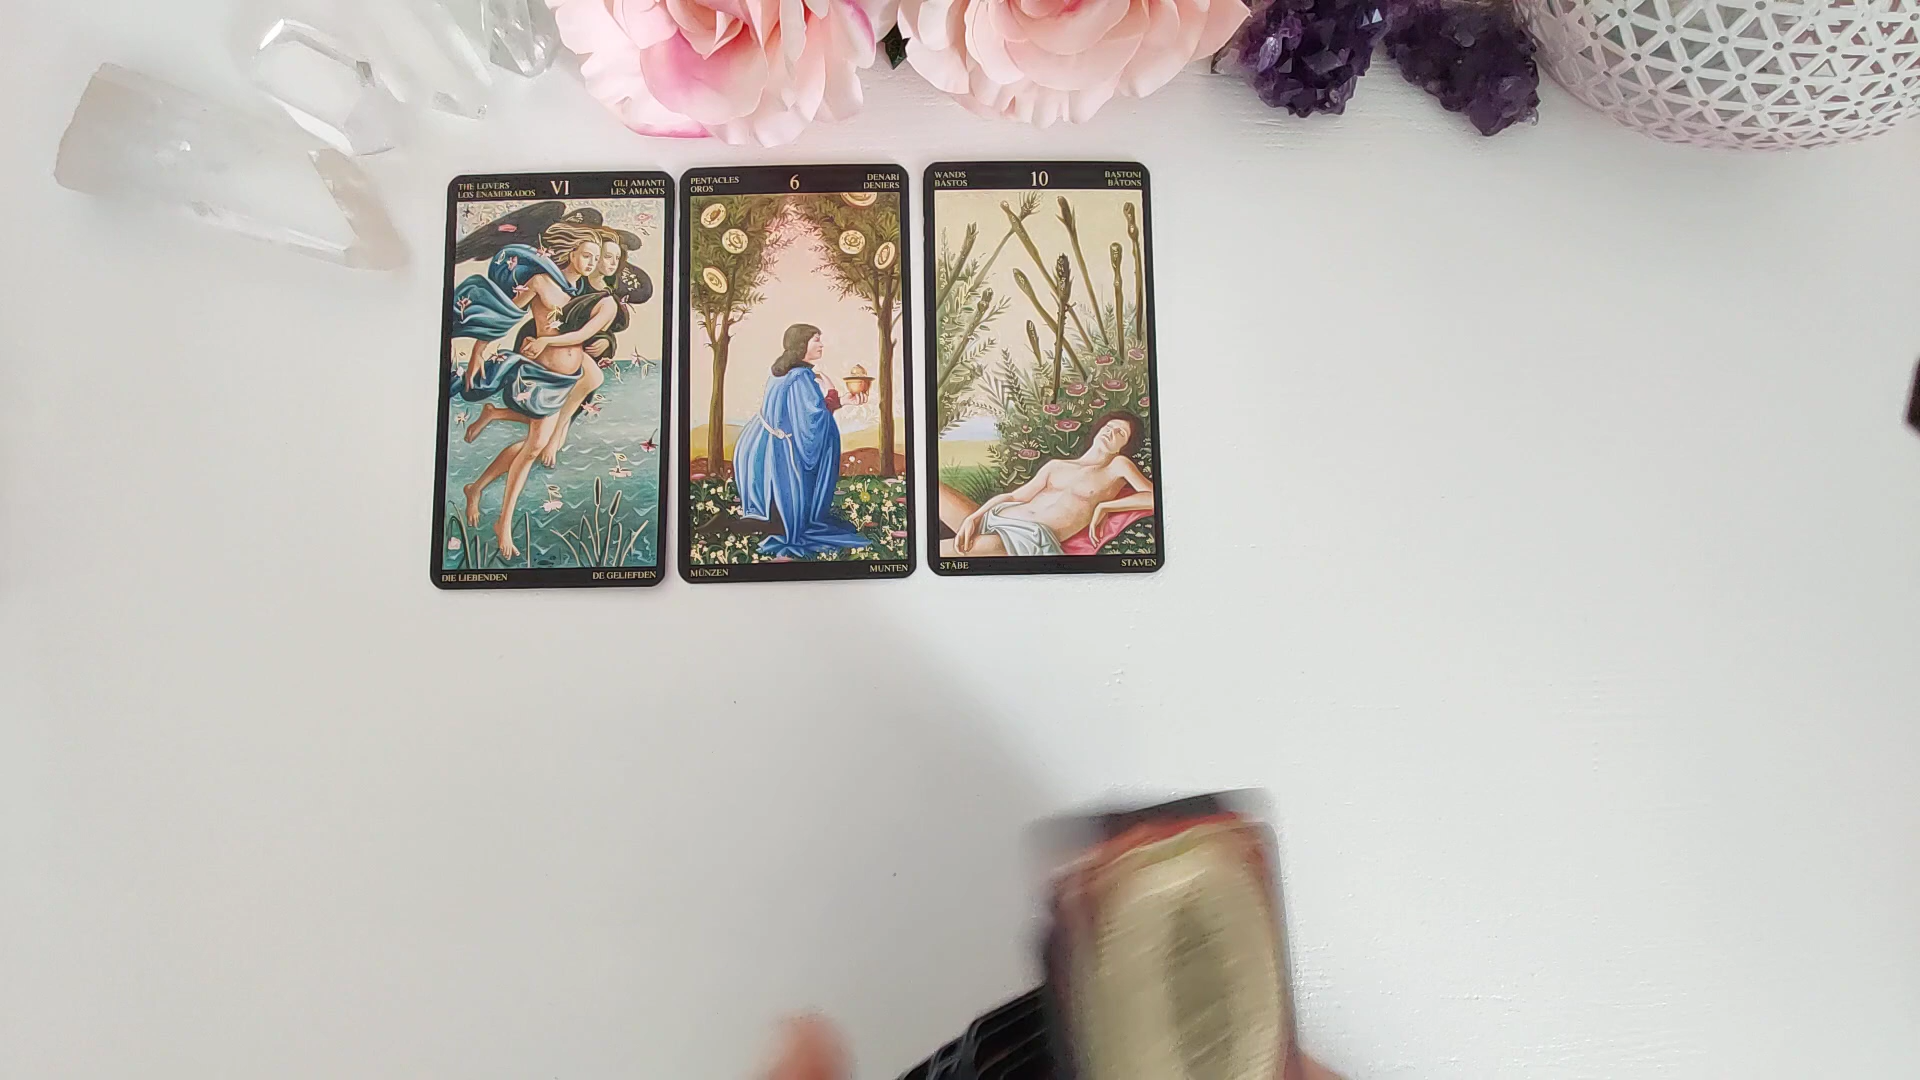 THE LOVERS
LOS ENAMORADOS
VI
GLI AMANTI
LES AMANTS
DIE LIEBENDEN
DE GELIEFDEN
PENTACLES
OROS
6
DENARI
DENIERS
MÜNZEN
MUNTEN
WANDS
BASTOS
10
BASTONI
BÂTONS
STÄBE
STAVEN